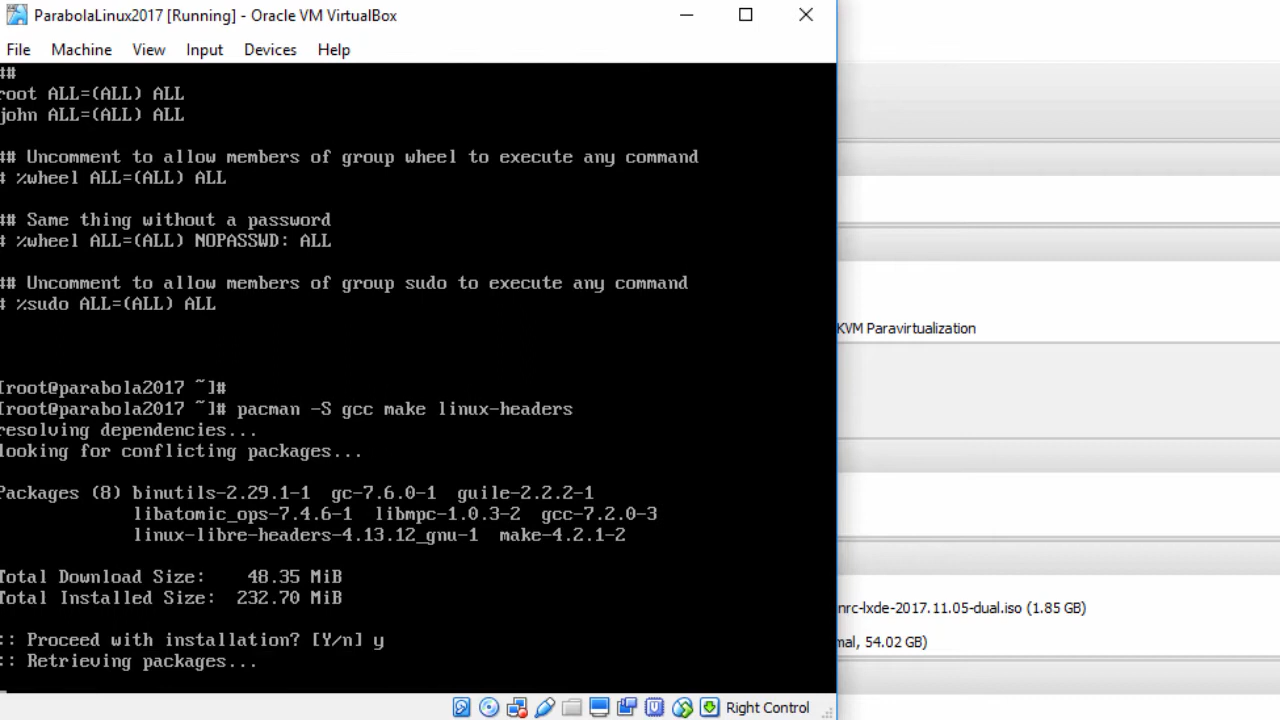 ParabolaLinux2017 [Running] - Oracle VM VirtualBox
File Machine View Input Devices Help
##
root ALL=(ALL) ALL
john ALL=(ALL) ALL
## Uncomment to allow members of group wheel to execute any command
# %wheel ALL=(ALL) ALL
## Same thing without a password
# %wheel ALL=(ALL) NOPASSWD: ALL
## Uncomment to allow members of group sudo to execute any command
# %sudo ALL=(ALL) ALL
KVM Paravirtualization
[root@parabola2017 ~]#
[root@parabola2017 ~]# pacman -S gcc make linux-headers
resolving dependencies...
looking for conflicting packages...
Packages (8) binutils-2.29.1-1 gc-7.6.0-1 guile-2.2.2-1
libatomic_ops-7.4.6-1 libmpc-1.0.3-2 gcc-7.2.0-3
linux-libre-headers-4.13.12_gnu-1 make-4.2.1-2
Total Download Size: 48.35 MiB
Total Installed Size: 232.70 MiB
nrc-lxde-2017.11.05-dual.iso (1.85 GB)
:: Proceed with installation? [Y/n] y
mal, 54.02 GB)
:: Retrieving packages...
Right Control